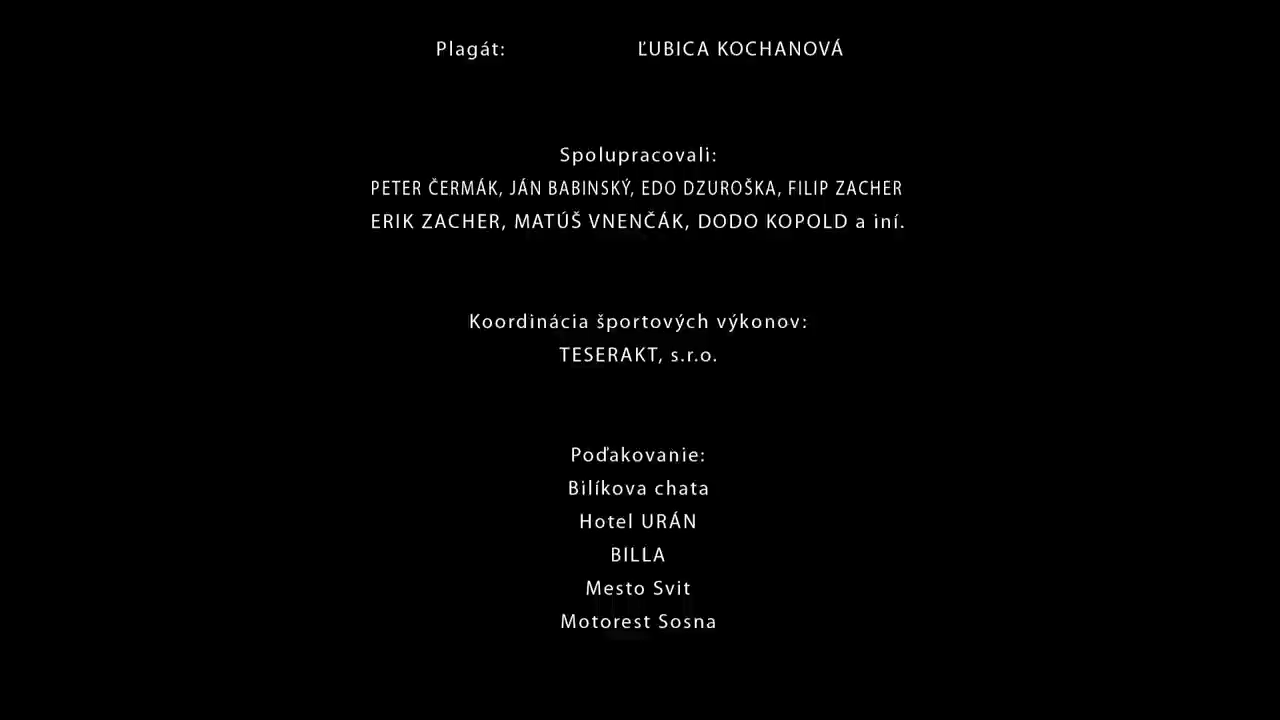 Plagát: ĽUBICA KOCHANOVÁ
Spolupracovali:
PETER ČERMÁK, JÁN BABINSKÝ, EDO DZUROŠKA, FILIP ZACHER
ERIK ZACHER, MATÚŠ VNENČÁK, DODO KOPOLD a iní.
Koordinácia športových výkonov:
TESERAKT, s.r.o.
Poďakovanie:
Bilíkova chata
Hotel URÁN
BILLA
Mesto Svit
Motorest Sosna